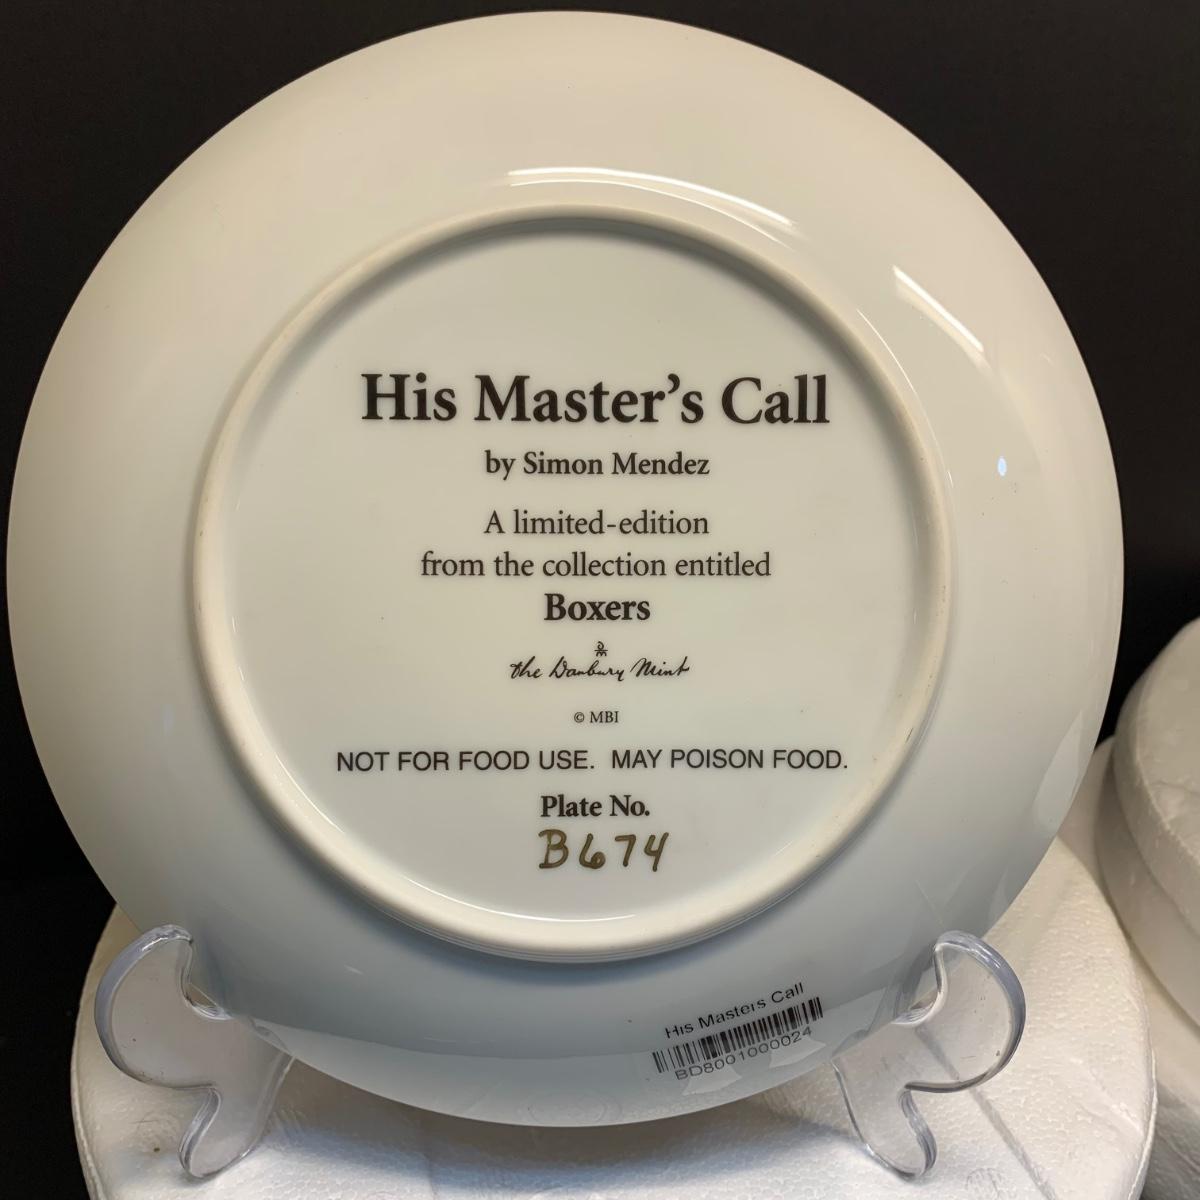 His Master's Call
by Simon Mendez
A limited-edition
from the collection entitled
Boxers
the Danbury Mint
© MBI
NOT FOR FOOD USE. MAY POISON FOOD.
Plate No.
B674
His Masters Call
BD8001000024